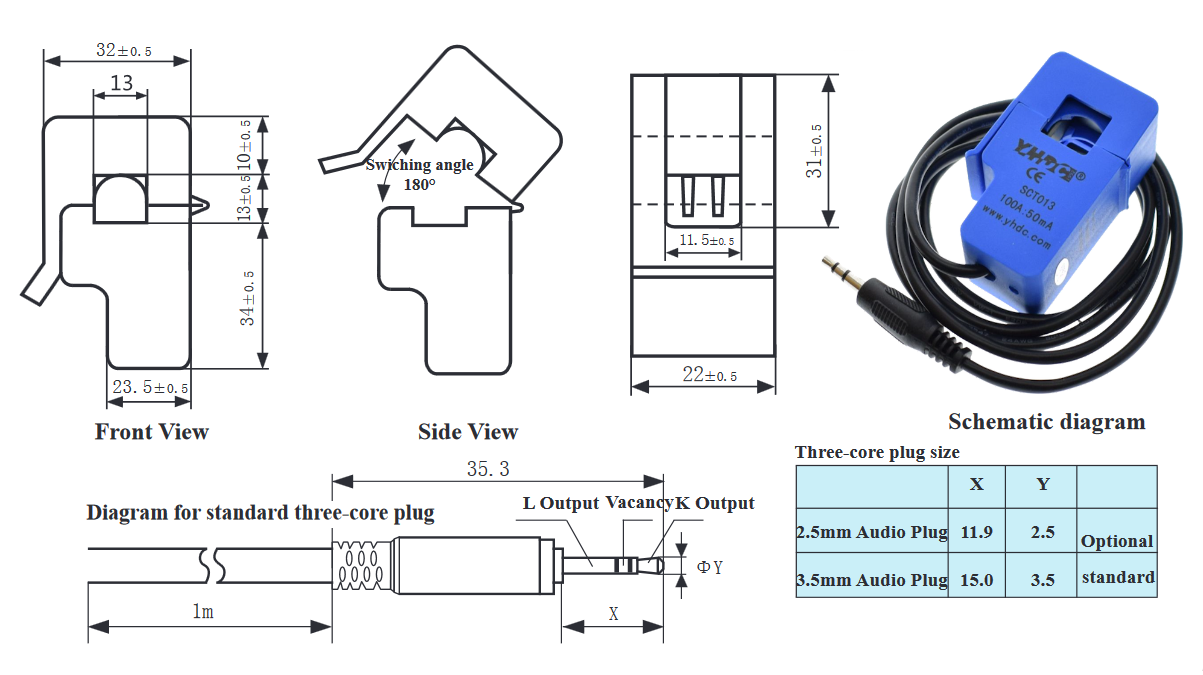 32±0.5
13
10±0.5
13±0.5
34±0.5
23.5±0.5
Front View
Swiching angle
180°
Side View
31±0.5
11.5±0.5
22±0.5
YHDC®
CE
SCT013
100A:50mA
www.yhdc.com
Schematic diagram
Diagram for standard three-core plug
35.3
L Output Vacancy K Output
ΦY
1m
X
Three-core plug size
X Y
2.5mm Audio Plug 11.9 2.5 Optional
3.5mm Audio Plug 15.0 3.5 standard